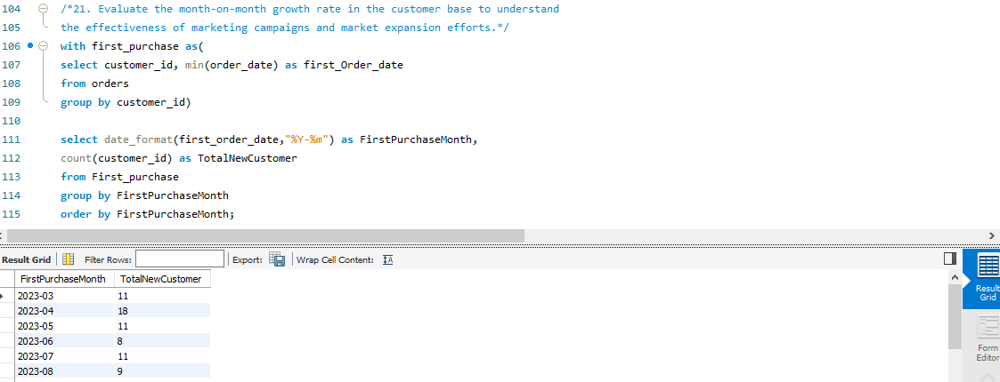 104 /*21. Evaluate the month-on-month growth rate in the customer base to understand
105 the effectiveness of marketing campaigns and market expansion efforts.*/
106 with first_purchase as(
107 select customer_id, min(order_date) as first_Order_date
108 from orders
109 group by customer_id)
110
111 select date_format(first_order_date,"%Y-%m") as FirstPurchaseMonth,
112 count(customer_id) as TotalNewCustomer
113 from First_purchase
114 group by FirstPurchaseMonth
115 order by FirstPurchaseMonth;
Result Grid Filter Rows: Export: Wrap Cell Content: IA
FirstPurchaseMonth TotalNewCustomer
2023-03 11
2023-04 18
2023-05 11
2023-06 8
2023-07 11
2023-08 9
Result
Grid
Form
Editor